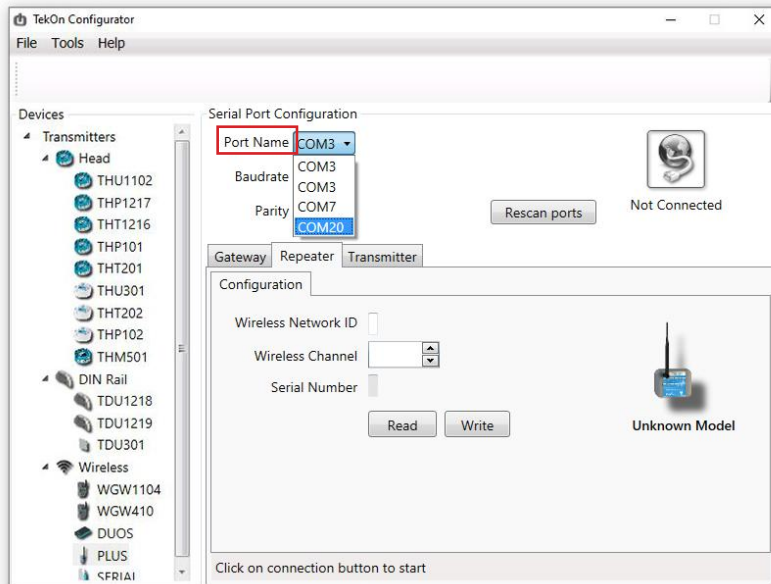 TekOn Configurator
File Tools Help
Devices
Transmitters
Head
THU1102
THP1217
THT1216
THP101
THT201
THU301
THT202
THP102
THM501
DIN Rail
TDU1218
TDU1219
TDU301
Wireless
WGW1104
WGW410
DUOS
PLUS
SERIAL
Serial Port Configuration
Port Name COM3
COM3
COM3
COM7
COM20
Baudrate
Parity
Rescan ports
Not Connected
Gateway Repeater Transmitter
Configuration
Wireless Network ID
Wireless Channel
Serial Number
Read Write
Unknown Model
Click on connection button to start